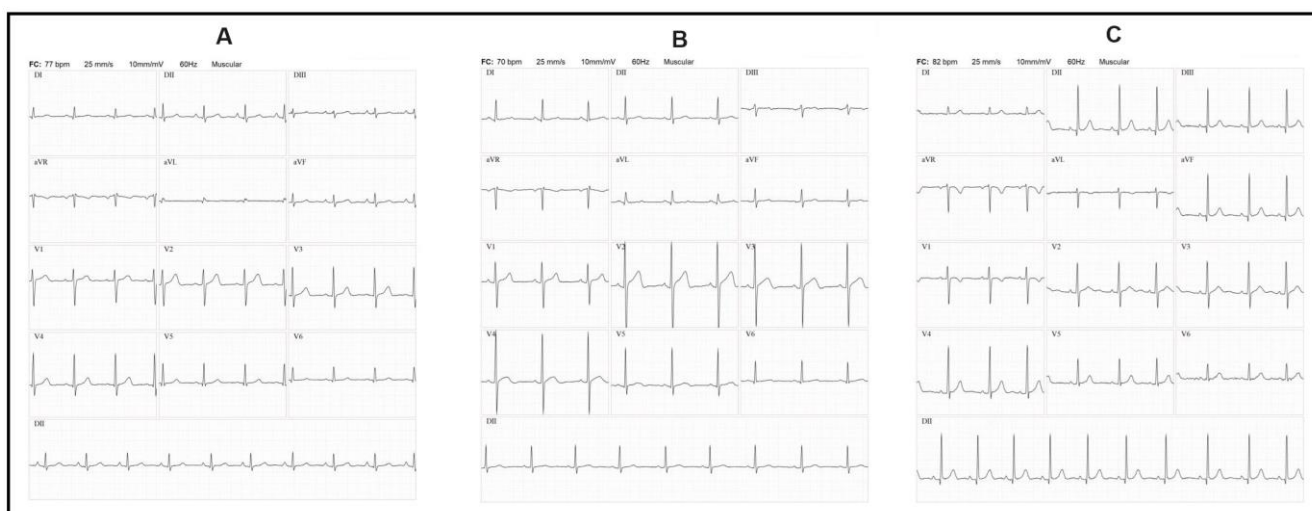 A
FC: 77 bpm 25 mm/s 10mm/mV 60Hz Muscular
DI DII DIII
aVR aVL aVF
V1 V2 V3
V4 V5 V6
DII
B
FC: 70 bpm 25 mm/s 10mm/mV 60Hz Muscular
DI DII DIII
aVR aVL aVF
V1 V2 V3
V4 V5 V6
DII
C
FC: 82 bpm 25 mm/s 10mm/mV 60Hz Muscular
DI DII DIII
aVR aVL aVF
V1 V2 V3
V4 V5 V6
DII